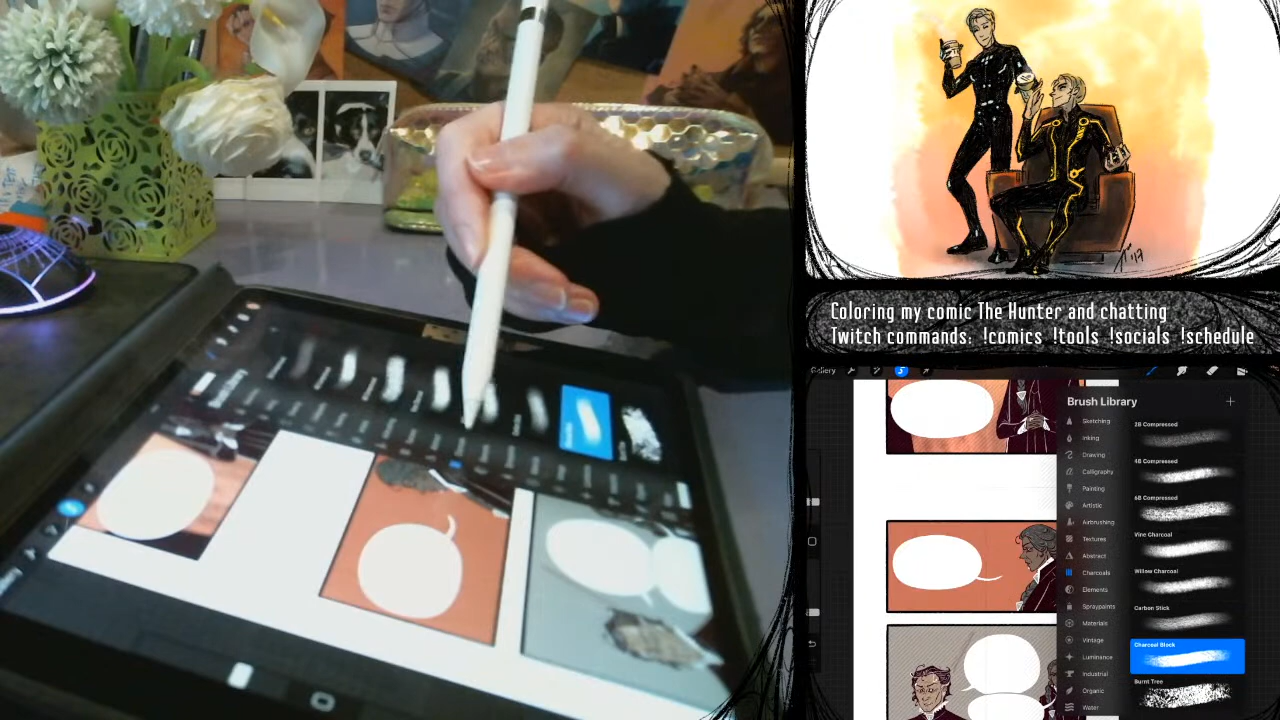 Coloring my comic The Hunter and chatting
Twitch commands: !comics !tools !socials !schedule
Gallery
Brush Library
Sketching
Inking
Drawing
Calligraphy
Painting
Artistic
Airbrushing
Textures
Abstract
Charcoals
Elements
Spraypaints
Materials
Vintage
Luminance
Industrial
Organic
Water
2B Compressed
4B Compressed
6B Compressed
Vine Charcoal
Willow Charcoal
Carbon Stick
Charcoal Block
Burnt Tree